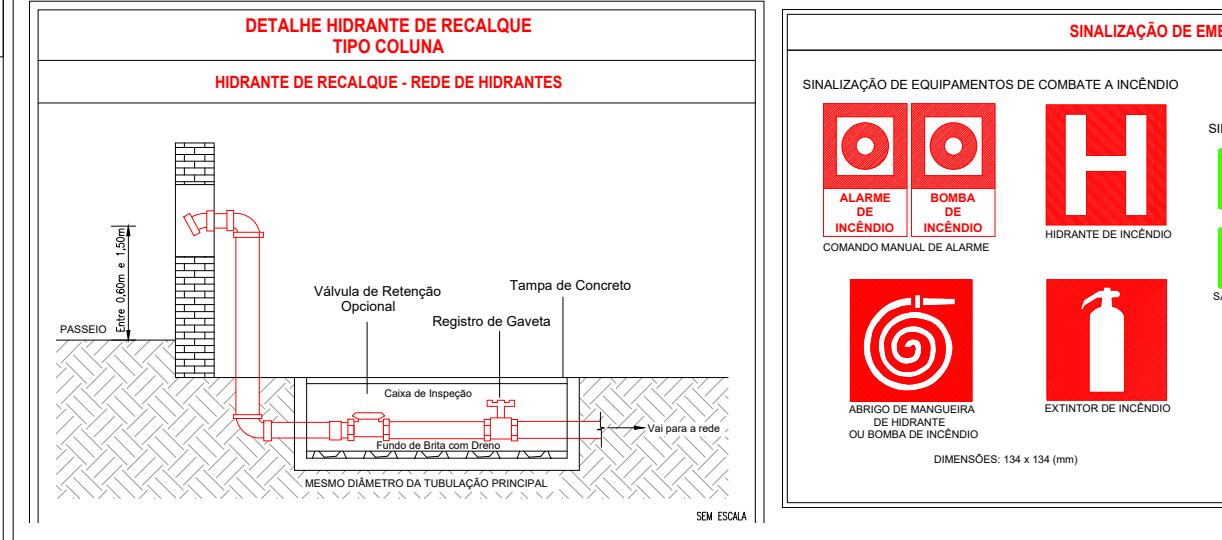 DETALHE HIDRANTE DE RECALQUE
TIPO COLUNA
HIDRANTE DE RECALQUE - REDE DE HIDRANTES
Entre 0,60m e 1,50m
PASSEIO
Válvula de Retenção
Opcional
Tampa de Concreto
Registro de Gaveta
Caixa de Inspeção
Vai para a rede
Fundo de Brita com Dreno
MESMO DIÂMETRO DA TUBULAÇÃO PRINCIPAL
SEM ESCALA
SINALIZAÇÃO DE EME
SINALIZAÇÃO DE EQUIPAMENTOS DE COMBATE A INCÊNDIO
ALARME
DE
INCÊNDIO
BOMBA
DE
INCÊNDIO
COMANDO MANUAL DE ALARME
H
HIDRANTE DE INCÊNDIO
ABRIGO DE MANGUEIRA
DE HIDRANTE
OU BOMBA DE INCÊNDIO
EXTINTOR DE INCÊNDIO
DIMENSÕES: 134 x 134 (mm)